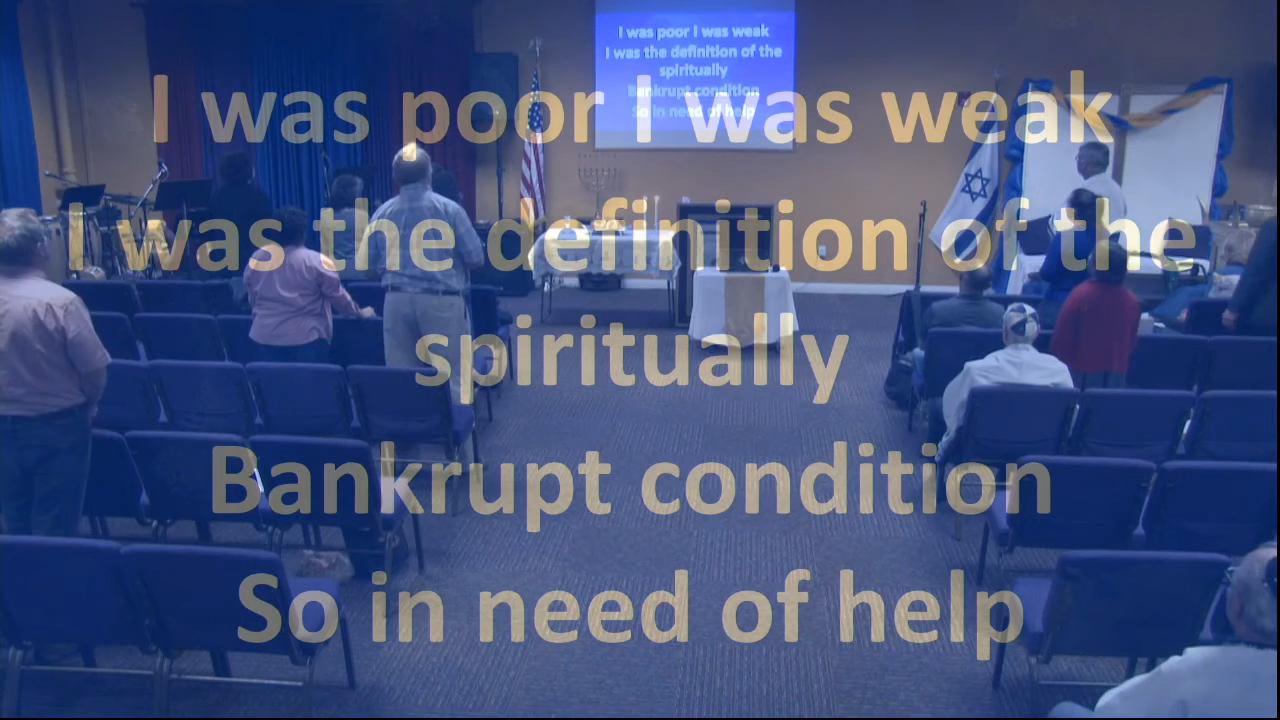 I was poor I was weak
I was the definition of the
spiritually
Bankrupt condition
So in need of help
I was poor I was weak
I was the definition of the
spiritually
Bankrupt condition
So in need of help